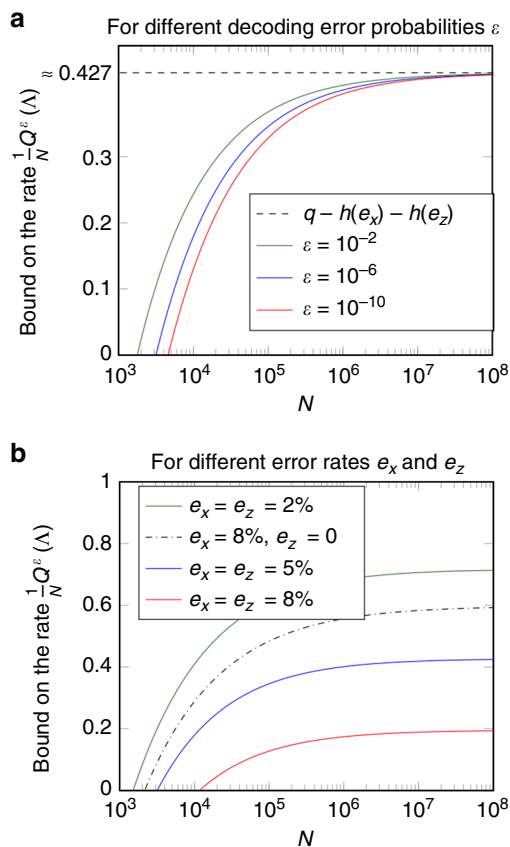 a
For different decoding error probabilities ε
≈ 0.427
0.3
0.2
0.1
0
Bound on the rate 1/N Q^ε (Λ)
q – h(e_x) – h(e_z)
ε = 10^–2
ε = 10^–6
ε = 10^–10
10^3 10^4 10^5 10^6 10^7 10^8
N
b
For different error rates e_x and e_z
1
0.8
0.6
0.4
0.2
0
Bound on the rate 1/N Q^ε (Λ)
e_x = e_z = 2%
e_x = 8%, e_z = 0
e_x = e_z = 5%
e_x = e_z = 8%
10^3 10^4 10^5 10^6 10^7 10^8
N